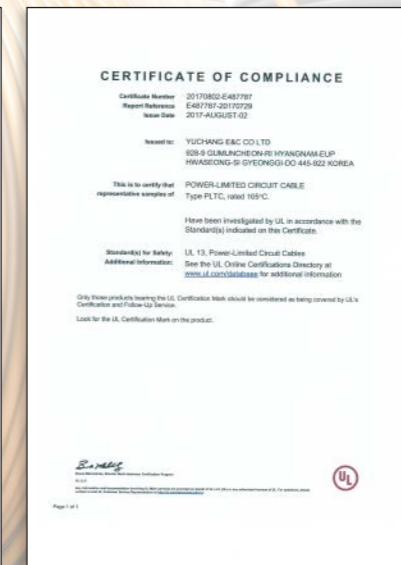 CERTIFICATE OF COMPLIANCE
Certificate Number 20170802-E487787
Report Reference E487787-20170729
Issue Date 2017-AUGUST-02
Issued to: YUCHANG E&C CO LTD
928-9 GUMUNCHEON-RI HYANGNAM-EUP
HWASEONG-SI GYEONGGI-DO 445-922 KOREA
This is to certify that POWER-LIMITED CIRCUIT CABLE
representative samples of Type PLTC, rated 105°C.
Have been investigated by UL in accordance with the
Standard(s) indicated on this Certificate.
Standard(s) for Safety: UL 13, Power-Limited Circuit Cables
Additional Information: See the UL Online Certifications Directory at
www.ul.com/database for additional information
Only those products bearing the UL Certification Mark should be considered as being covered by UL's
Certification and Follow-Up Service.
Look for the UL Certification Mark on the product.
UL
Page 1 of 1